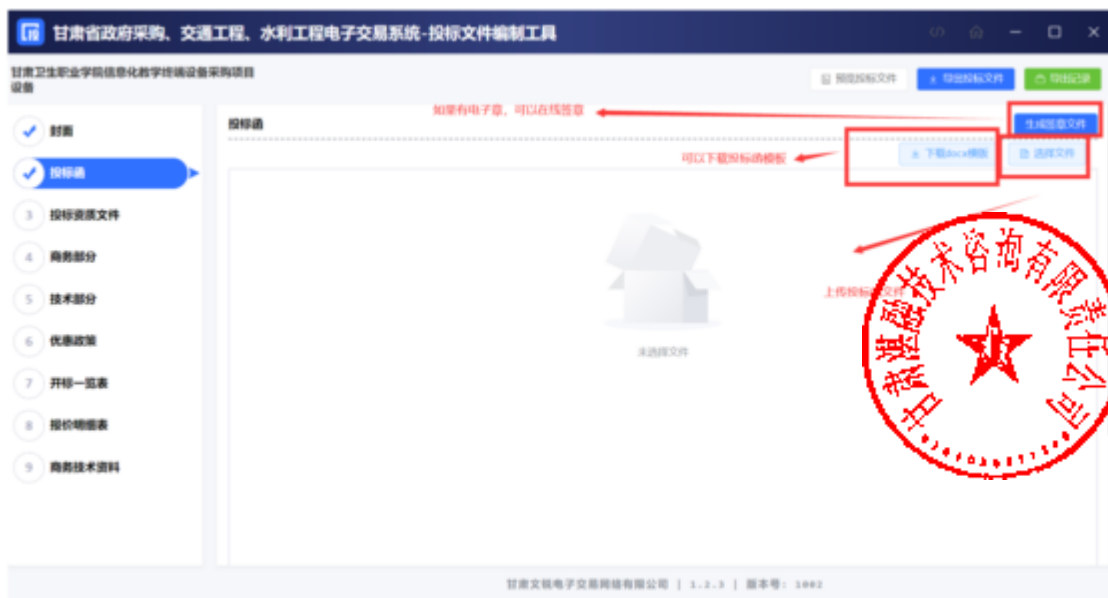 投
甘肃省政府采购、交通工程、水利工程电子交易系统-投标文件编制工具
甘肃卫生职业学院信息化教学终端设备采购项目
设备
预览投标文件
导出投标文件
导出记录
封面
投标函
如果有电子章，可以在线签章
生成签章文件
投标函
可以下载投标函模板
下载docx模版
选择文件
3 投标资质文件
4 商务部分
5 技术部分
上传投标函文件
6 优惠政策
未选择文件
7 开标一览表
8 报价明细表
9 商务技术资料
甘肃湛融技术咨询有限责任公司
甘肃文锐电子交易网络有限公司 | 1.2.3 | 版本号: 1002